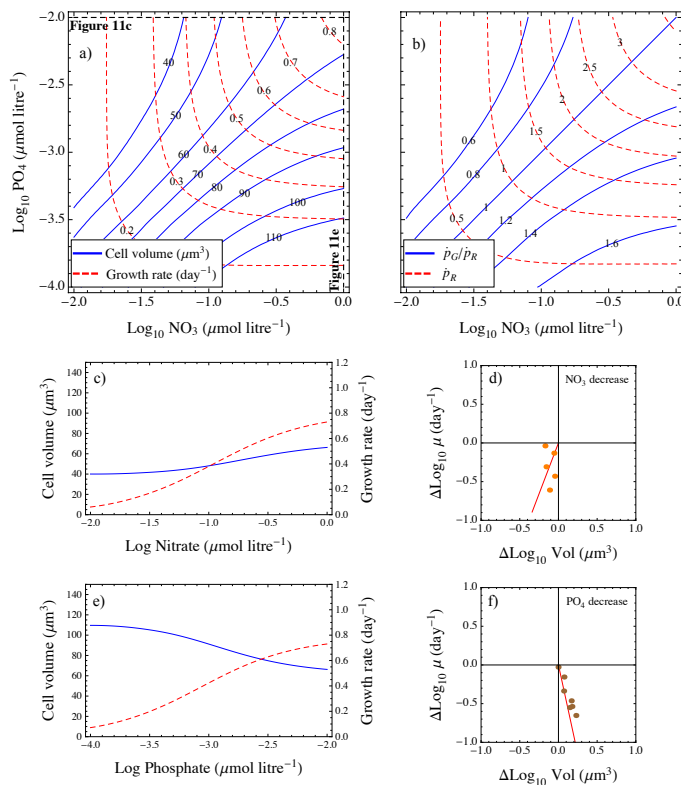 Figure 11c
a)
0.8
40
0.7
0.6
50
0.5
0.4
60
0.3
70
80
90
0.2
100
110
Cell volume (μm³)
Growth rate (day⁻¹)
Figure 11e
-2.0
-2.5
-3.0
-3.5
-4.0
Log₁₀ PO₄ (μmol litre⁻¹)
-2.0 -1.5 -1.0 -0.5 0.0
Log₁₀ NO₃ (μmol litre⁻¹)
b)
3
2.5
2
1.5
0.6
1
0.8
0.5
1
1.2
1.4
1.6
ṗG/ṗR
ṗR
-2.0 -1.5 -1.0 -0.5 0.0
Log₁₀ NO₃ (μmol litre⁻¹)
c)
140
120
100
80
60
40
20
0
Cell volume (μm³)
1.2
1.0
0.8
0.6
0.4
0.2
0.0
Growth rate (day⁻¹)
-2.0 -1.5 -1.0 -0.5 0.0
Log Nitrate (μmol litre⁻¹)
d)
NO₃ decrease
1.0
0.5
0.0
-0.5
-1.0
ΔLog₁₀ μ (day⁻¹)
-1.0 -0.5 0.0 0.5 1.0
ΔLog₁₀ Vol (μm³)
e)
140
120
100
80
60
40
20
0
Cell volume (μm³)
1.2
1.0
0.8
0.6
0.4
0.2
0.0
Growth rate (day⁻¹)
-4.0 -3.5 -3.0 -2.5 -2.0
Log Phosphate (μmol litre⁻¹)
f)
PO₄ decrease
1.0
0.5
0.0
-0.5
-1.0
ΔLog₁₀ μ (day⁻¹)
-1.0 -0.5 0.0 0.5 1.0
ΔLog₁₀ Vol (μm³)